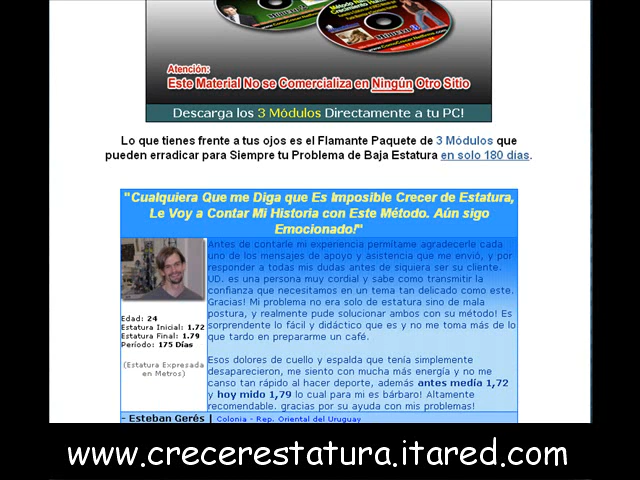 Módulo 3
Atención:
Este Material No se Comercializa en Ningún Otro Sitio
Descarga los 3 Módulos Directamente a tu PC!
Lo que tienes frente a tus ojos es el Flamante Paquete de 3 Módulos que
pueden erradicar para Siempre tu Problema de Baja Estatura en solo 180 días.
"Cualquiera Que me Diga que Es Imposible Crecer de Estatura,
Le Voy a Contar Mi Historia con Este Método. Aún sigo
Emocionado!"
Antes de contarle mi experiencia permítame agradecerle cada
uno de los mensajes de apoyo y asistencia que me envió, y por
responder a todas mis dudas antes de siquiera ser su cliente.
UD. es una persona muy cordial y sabe como transmitir la
confianza que necesitamos en un tema tan delicado como este.
Gracias! Mi problema no era solo de estatura sino de mala
postura, y realmente pude solucionar ambos con su método! Es
sorprendente lo fácil y didáctico que es y no me toma más de lo
que tardo en prepararme un café.
Esos dolores de cuello y espalda que tenía simplemente
desaparecieron, me siento con mucha más energía y no me
canso tan rápido al hacer deporte, además antes medía 1,72
y hoy mido 1,79 lo cual para mi es bárbaro! Altamente
recomendable. gracias por su ayuda con mis problemas!
Edad: 24
Estatura Inicial: 1.72
Estatura Final: 1.79
Período: 175 Días
(Estatura Expresada
en Metros)
- Esteban Gerés | Colonia - Rep. Oriental del Uruguay
www.crecerestatura.itared.com